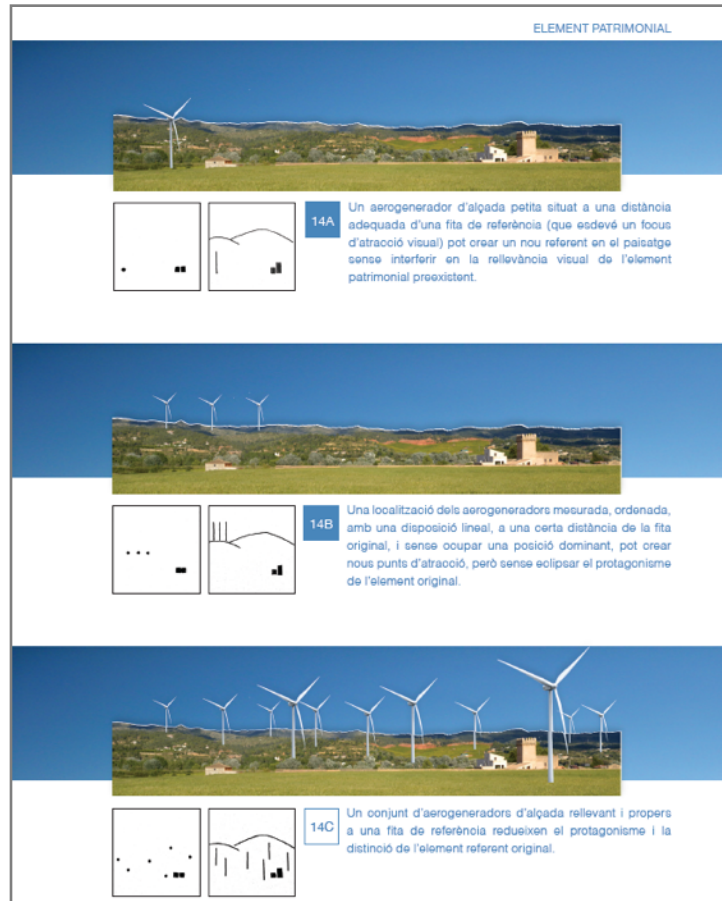 ELEMENT PATRIMONIAL
14A
Un aerogenerador d'alçada petita situat a una distància
adequada d'una fita de referència (que esdevé un focus
d'atracció visual) pot crear un nou referent en el paisatge
sense interferir en la rellevància visual de l'element
patrimonial preexistent.
14B
Una localització dels aerogeneradors mesurada, ordenada,
amb una disposició lineal, a una certa distància de la fita
original, i sense ocupar una posició dominant, pot crear
nous punts d'atracció, però sense eclipsar el protagonisme
de l'element original.
14C
Un conjunt d'aerogeneradors d'alçada rellevant i propers
a una fita de referència redueixen el protagonisme i la
distinció de l'element referent original.